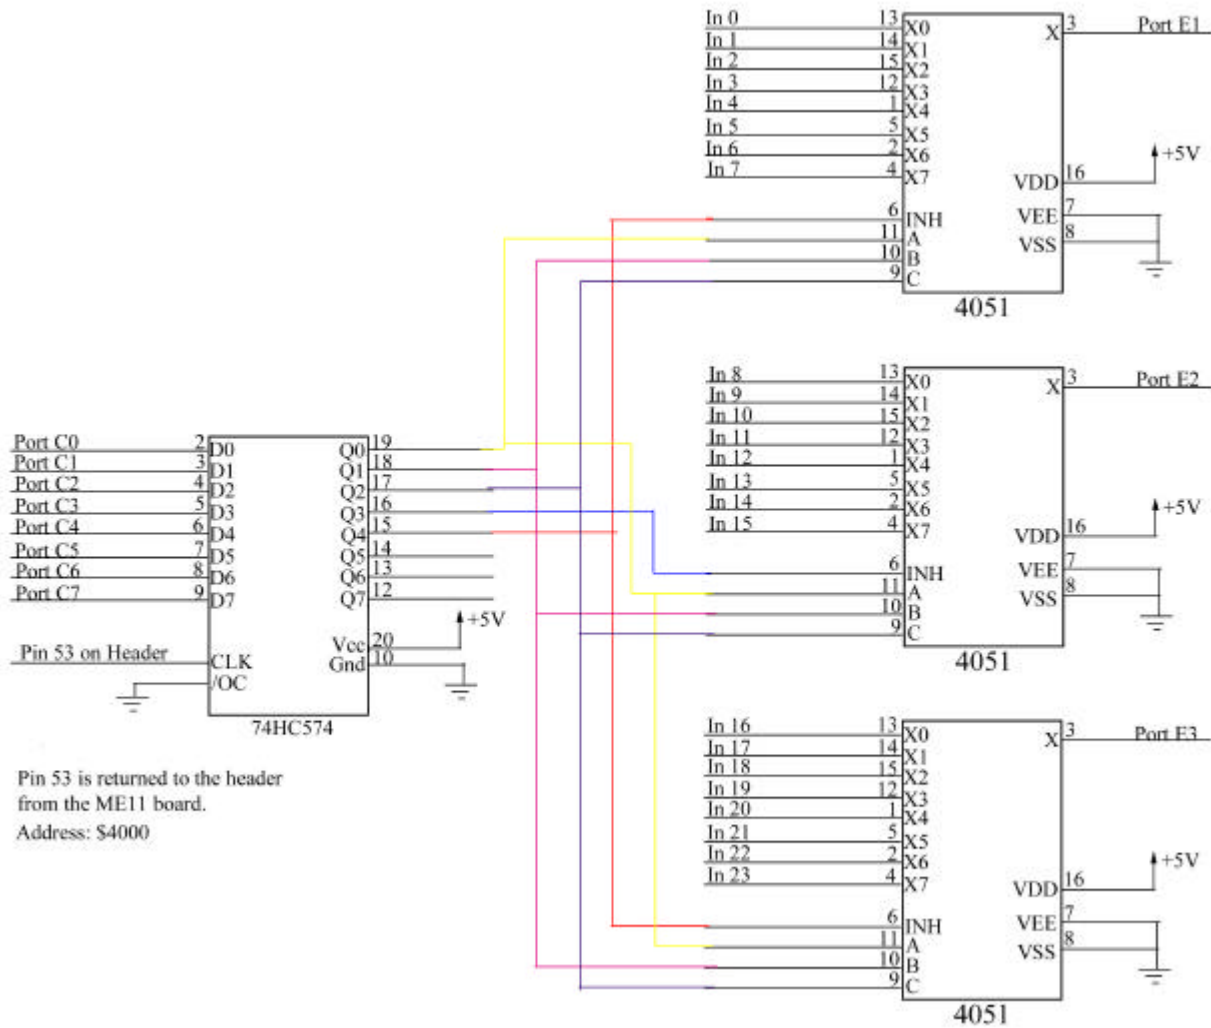 In 0 13 X0 X 3 Port E1
In 1 14 X1
In 2 15 X2
In 3 12 X3
In 4 1 X4
In 5 5 X5
In 6 2 X6
In 7 4 X7
+5V
VDD 16
6 INH VEE 7
11 A VSS 8
10 B
9 C
4051
In 8 13 X0 X 3 Port E2
In 9 14 X1
In 10 15 X2
In 11 12 X3
In 12 1 X4
In 13 5 X5
In 14 2 X6
In 15 4 X7
+5V
VDD 16
6 INH VEE 7
11 A VSS 8
10 B
9 C
4051
Port C0 2 D0 Q0 19
Port C1 3 D1 Q1 18
Port C2 4 D2 Q2 17
Port C3 5 D3 Q3 16
Port C4 6 D4 Q4 15
Port C5 7 D5 Q5 14
Port C6 8 D6 Q6 13
Port C7 9 D7 Q7 12
+5V
Vcc 20
Pin 53 on Header CLK Gnd 10
/OC
74HC574
Pin 53 is returned to the header
from the ME11 board.
Address: $4000
In 16 13 X0 X 3 Port E3
In 17 14 X1
In 18 15 X2
In 19 12 X3
In 20 1 X4
In 21 5 X5
In 22 2 X6
In 23 4 X7
+5V
VDD 16
6 INH VEE 7
11 A VSS 8
10 B
9 C
4051